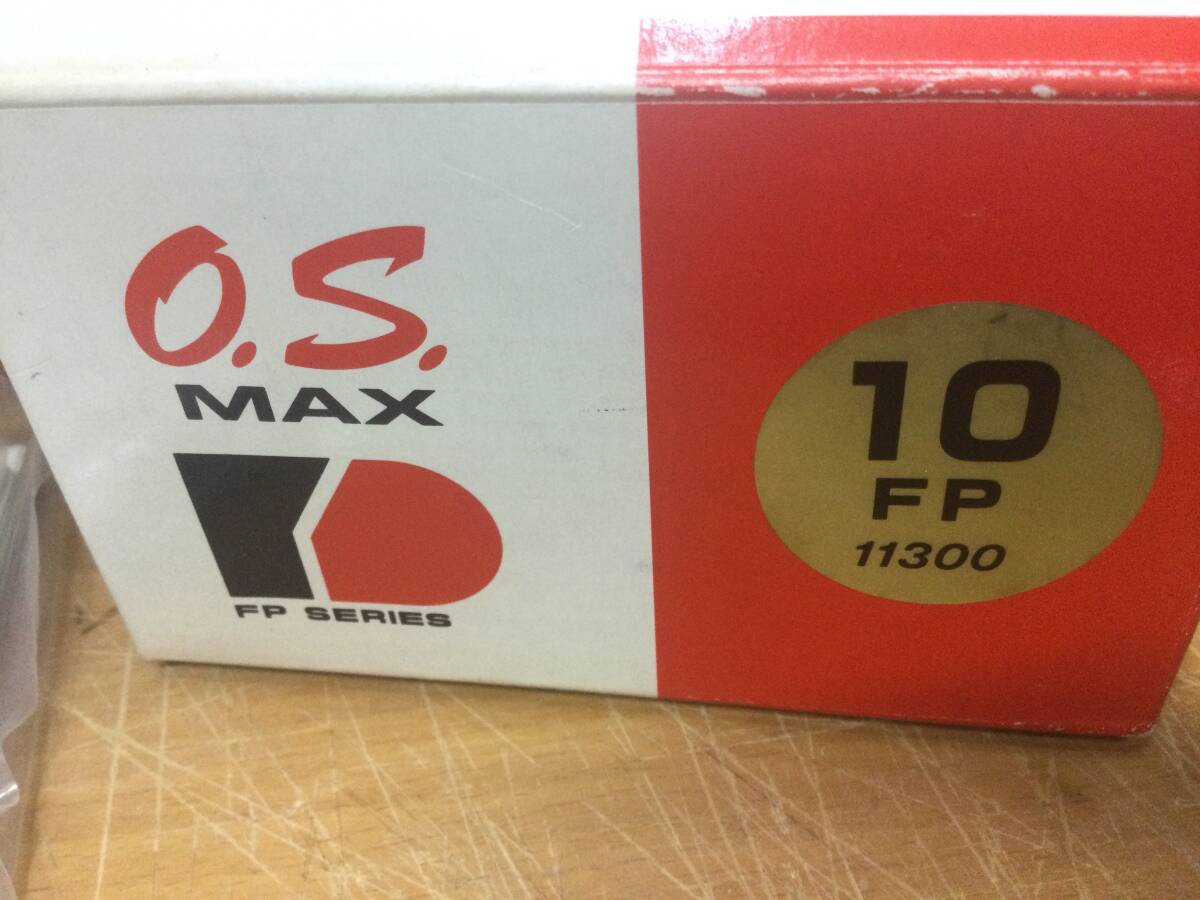 O.S.
MAX
FP SERIES
10
FP
11300